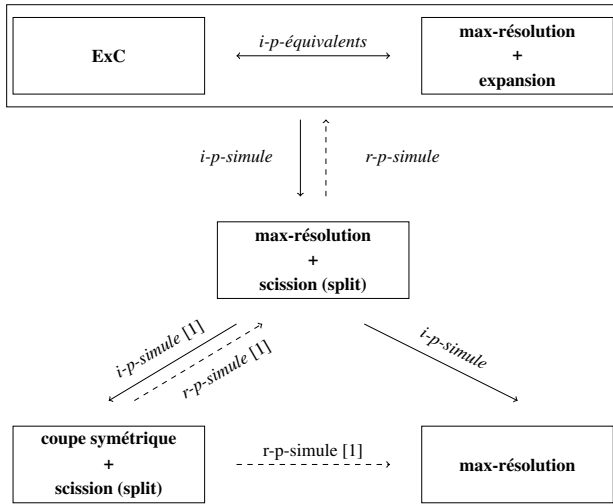 ExC
i-p-équivalents
max-résolution
+
expansion
i-p-simule
r-p-simule
max-résolution
+
scission (split)
i-p-simule [1]
r-p-simule [1]
i-p-simule
coupe symétrique
+
scission (split)
r-p-simule [1]
max-résolution